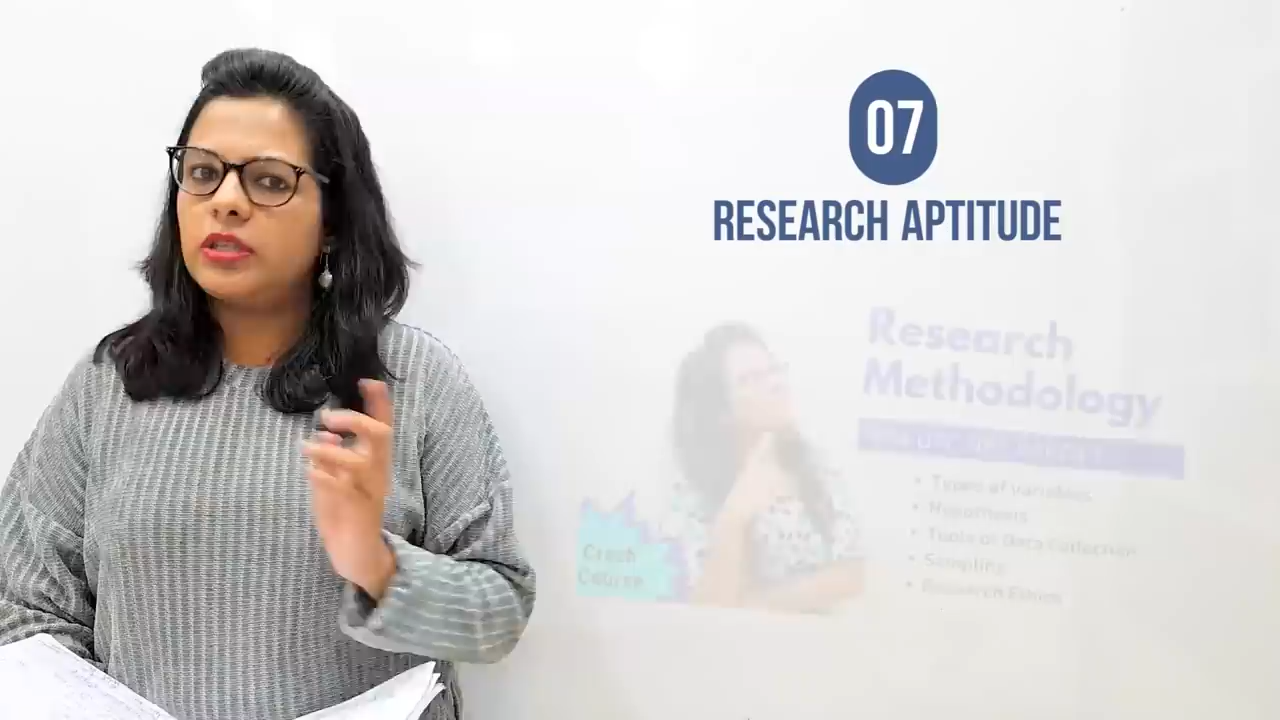 07
RESEARCH APTITUDE
Research
Methodology
• Types of Variables
• Hypothesis
• Tools of Data Collection
• Sampling
• Research Ethics
Crash
Course